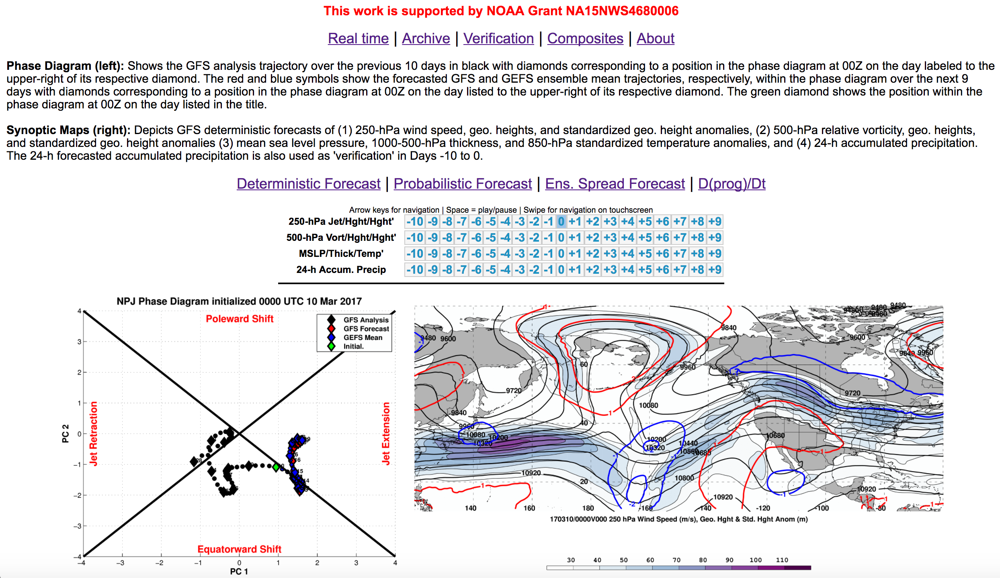 This work is supported by NOAA Grant NA15NWS4680006
Real time | Archive | Verification | Composites | About
Phase Diagram (left): Shows the GFS analysis trajectory over the previous 10 days in black with diamonds corresponding to a position in the phase diagram at 00Z on the day labeled to the
upper-right of its respective diamond. The red and blue symbols show the forecasted GFS and GEFS ensemble mean trajectories, respectively, within the phase diagram over the next 9
days with diamonds corresponding to a position in the phase diagram at 00Z on the day listed to the upper-right of its respective diamond. The green diamond shows the position within the
phase diagram at 00Z on the day listed in the title.
Synoptic Maps (right): Depicts GFS deterministic forecasts of (1) 250-hPa wind speed, geo. heights, and standardized geo. height anomalies, (2) 500-hPa relative vorticity, geo. heights,
and standardized geo. height anomalies (3) mean sea level pressure, 1000-500-hPa thickness, and 850-hPa standardized temperature anomalies, and (4) 24-h accumulated precipitation.
The 24-h forecasted accumulated precipitation is also used as 'verification' in Days -10 to 0.
Deterministic Forecast | Probabilistic Forecast | Ens. Spread Forecast | D(prog)/Dt
Arrow keys for navigation | Space = play/pause | Swipe for navigation on touchscreen
250-hPa Jet/Hght/Hght' -10 -9 -8 -7 -6 -5 -4 -3 -2 -1 0 +1 +2 +3 +4 +5 +6 +7 +8 +9
500-hPa Vort/Hght/Hght' -10 -9 -8 -7 -6 -5 -4 -3 -2 -1 0 +1 +2 +3 +4 +5 +6 +7 +8 +9
MSLP/Thick/Temp' -10 -9 -8 -7 -6 -5 -4 -3 -2 -1 0 +1 +2 +3 +4 +5 +6 +7 +8 +9
24-h Accum. Precip -10 -9 -8 -7 -6 -5 -4 -3 -2 -1 0 +1 +2 +3 +4 +5 +6 +7 +8 +9
NPJ Phase Diagram initialized 0000 UTC 10 Mar 2017
Poleward Shift
GFS Analysis
GFS Forecast
GEFS Mean
Initial.
Jet Retraction
Jet Extension
Equatorward Shift
PC 2
4
3
2
1
0
−1
−2
−3
−4
−4 −3 −2 −1 0 1 2 3 4
PC 1
28
16
15
14
9480 9600
9840
9480
9480
9480
9600
9840 9960
60
9960
9720
9720
10080
9840
40
9960
10080
10200
10320
10200
10320
10440
10560
10680
10680
10920
20
10800
10920
10920
1
1
1
2
1
1
1
-1
-2
-1
-1
-2
-1
140 160 180 -160 -140 -120 -100 -80
170310/0000V000 250 hPa Wind Speed (m/s), Geo. Hght & Std. Hght Anom (m)
30 40 50 60 70 80 90 100 110